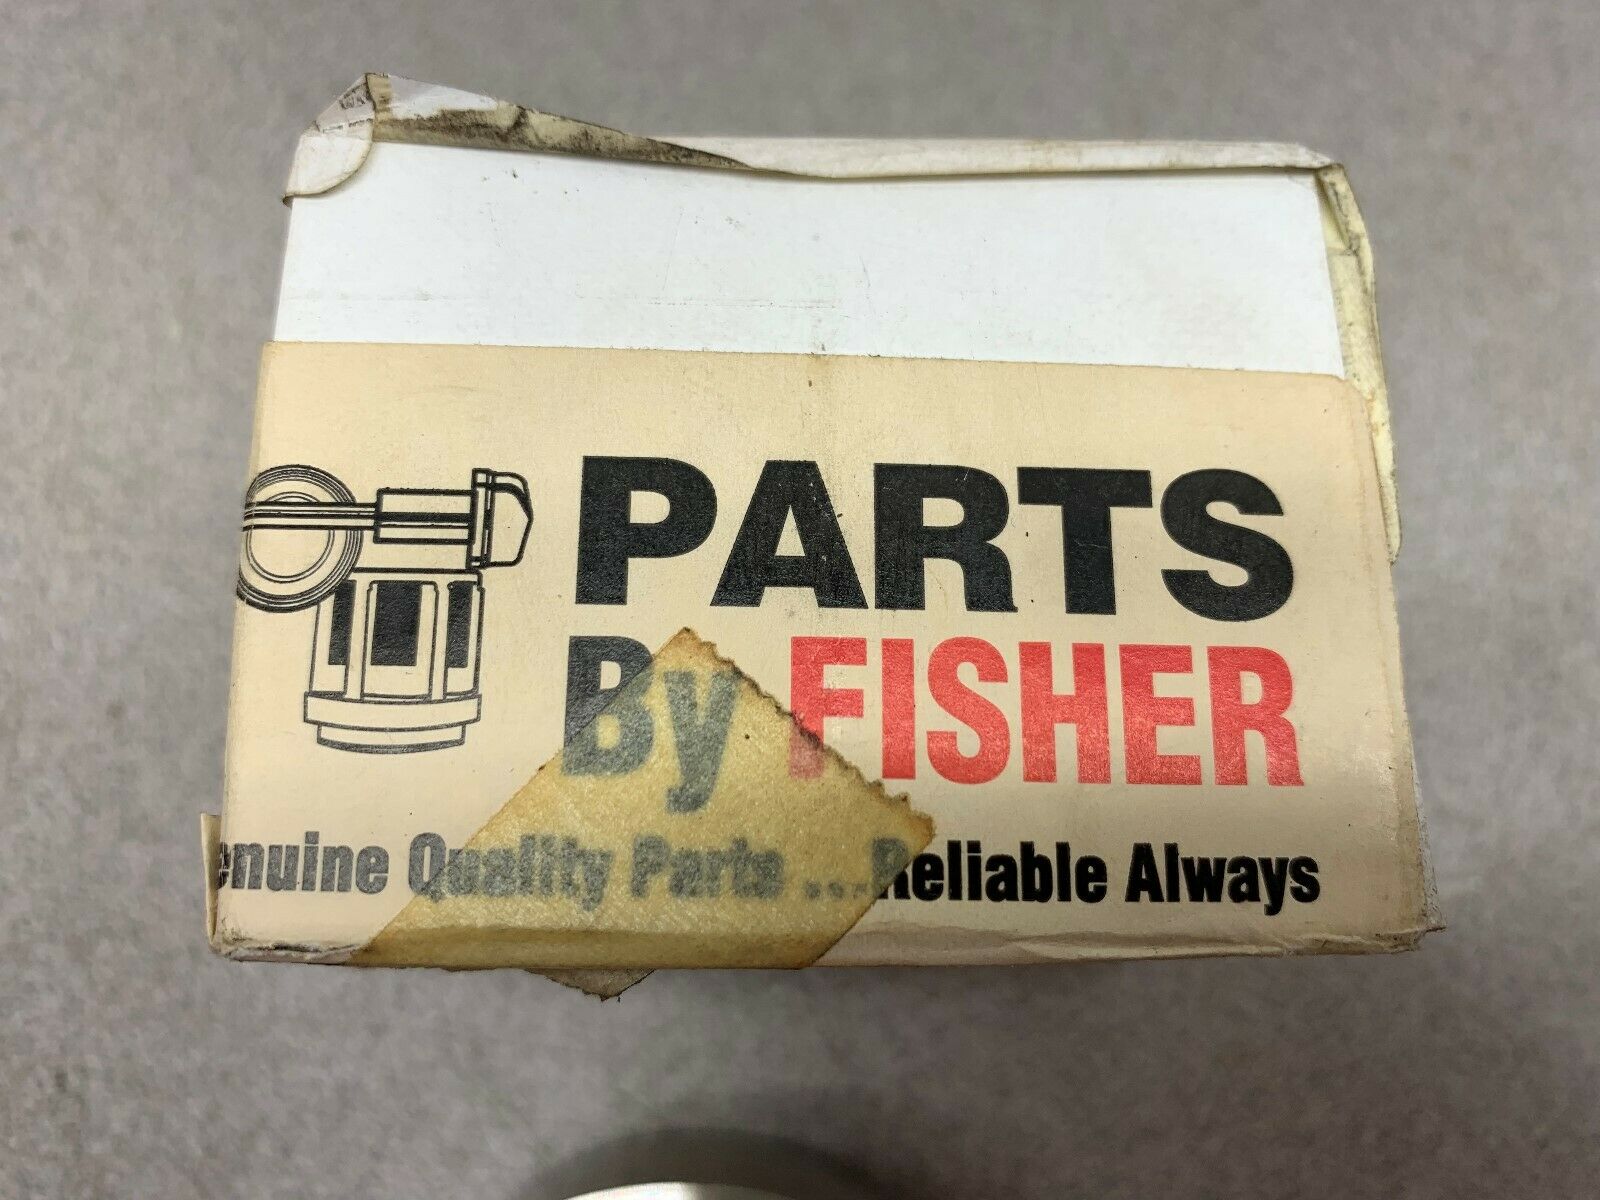 PARTS
By FISHER
enuine Quality Parts ...Reliable Always